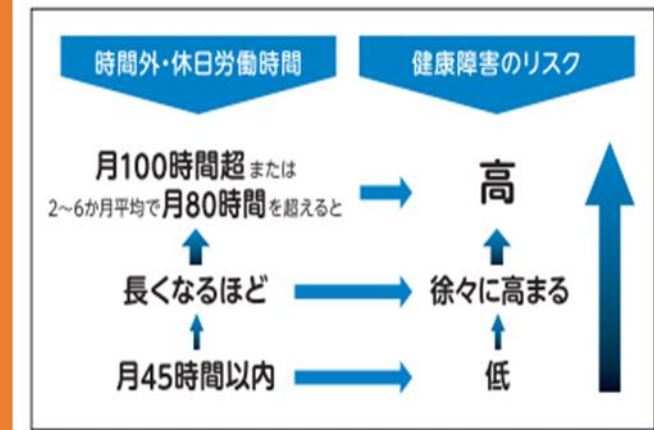 時間外・休日労働時間
健康障害のリスク
月100時間超または
2～6か月平均で月80時間を超えると
高
長くなるほど
徐々に高まる
月45時間以内
低